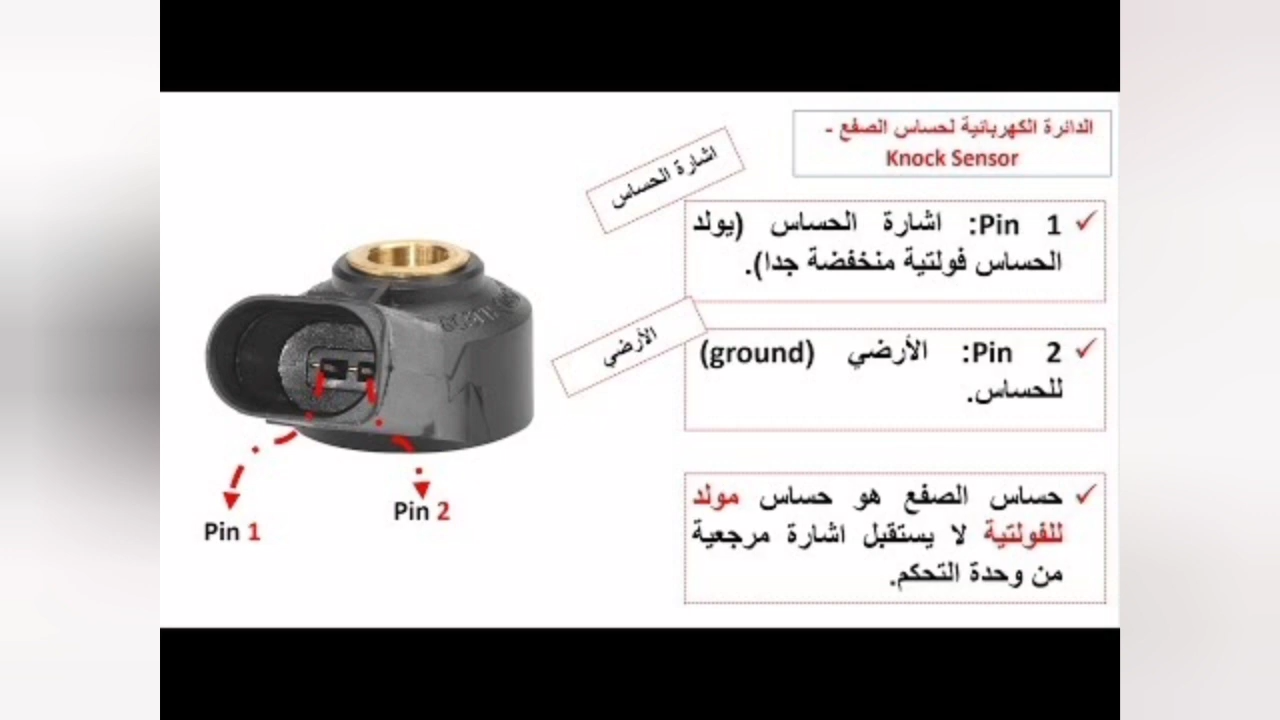 الدائرة الكهربائية لحساس الصفع -
Knock Sensor
اشارة الحساس
✓ Pin 1: اشارة الحساس (يولد
الحساس فولتية منخفضة جدا).
الأرضي
✓ Pin 2: الأرضي (ground)
للحساس.
✓ حساس الصفع هو حساس مولد
للفولتية لا يستقبل اشارة مرجعية
من وحدة التحكم.
Pin 1
Pin 2